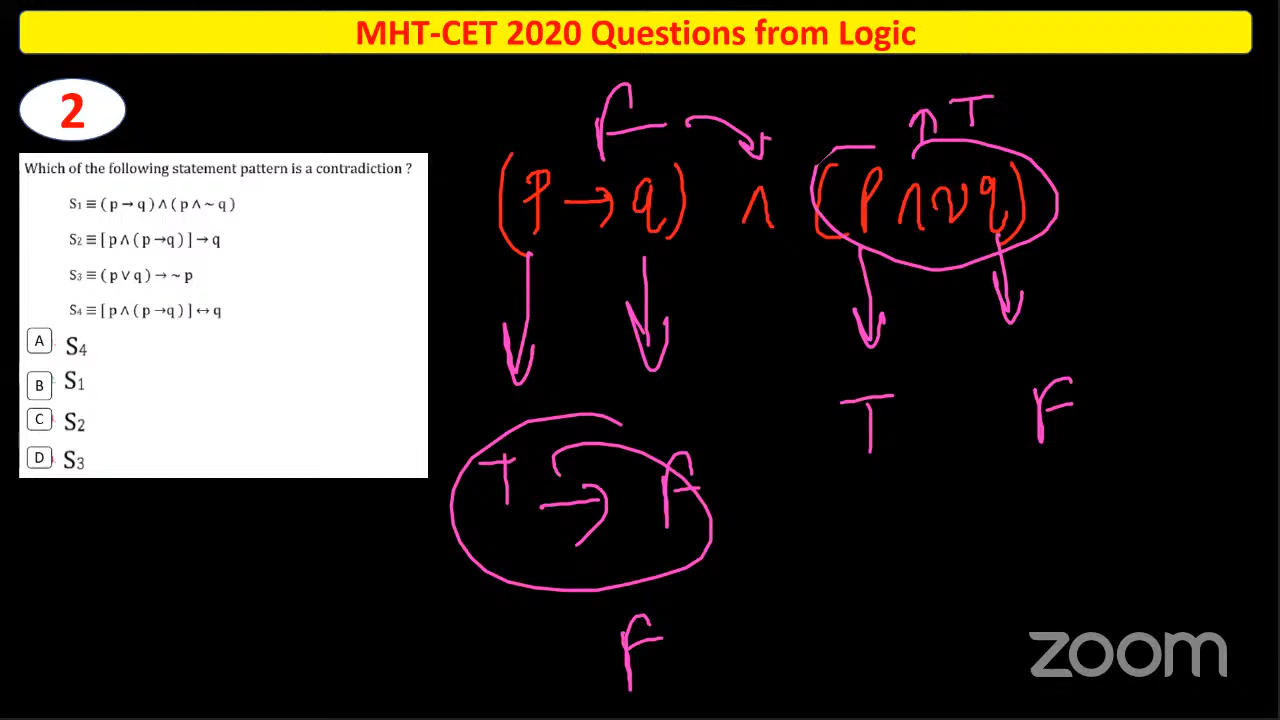 MHT-CET 2020 Questions from Logic
2
Which of the following statement pattern is a contradiction ?
S₁ ≡ ( p → q ) ∧ ( p ∧ ~ q )
S₂ ≡ [ p ∧ ( p →q ) ] → q
S₃ ≡ ( p ∨ q ) → ~ p
S₄ ≡ [ p ∧ ( p →q ) ] ↔ q
A S₄
B S₁
C S₂
D S₃
F T
(P → q) ∧ (P ∧ ~ q)
T F
T → F
F
zoom